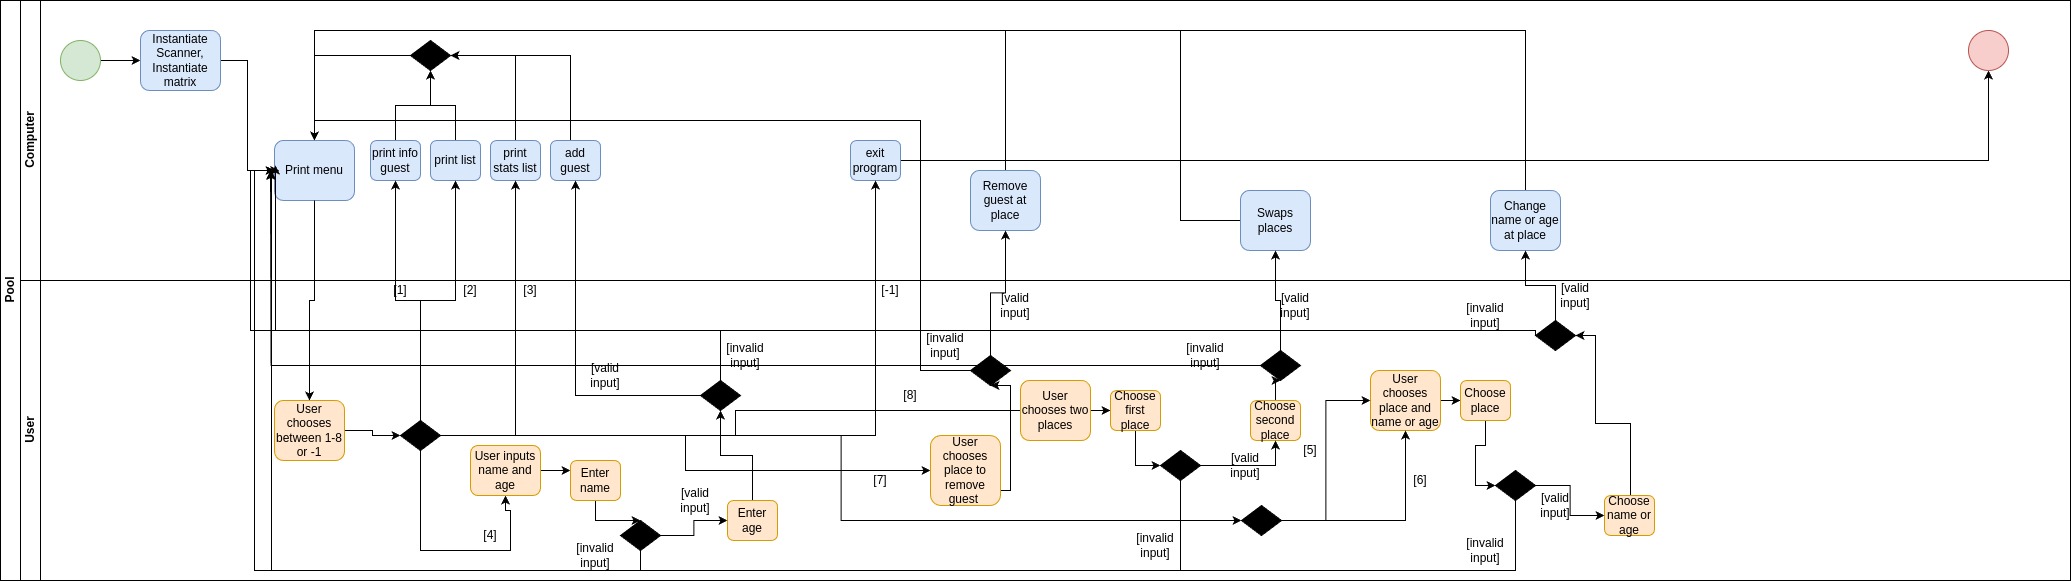 Pool
Computer
User
Instantiate
Scanner,
Instantiate
matrix
Print menu
print info
guest
print list
print
stats list
add
guest
exit
program
Remove
guest at
place
Swaps
places
Change
name or age
at place
[1]
[2]
[3]
[-1]
[valid
input]
[valid
input]
[valid
input]
[invalid
input]
[invalid
input]
[invalid
input]
[invalid
input]
[valid
input]
[8]
User
chooses
between 1-8
or -1
User
chooses two
places
Choose
first
place
Choose
second
place
User
chooses
place and
name or age
Choose
place
User inputs
name and
age
Enter
name
User
chooses
place to
remove
guest
[7]
[valid
input]
[5]
[6]
[valid
input]
Enter
age
[valid
input]
Choose
name or
age
[4]
[invalid
input]
[invalid
input]
[invalid
input]